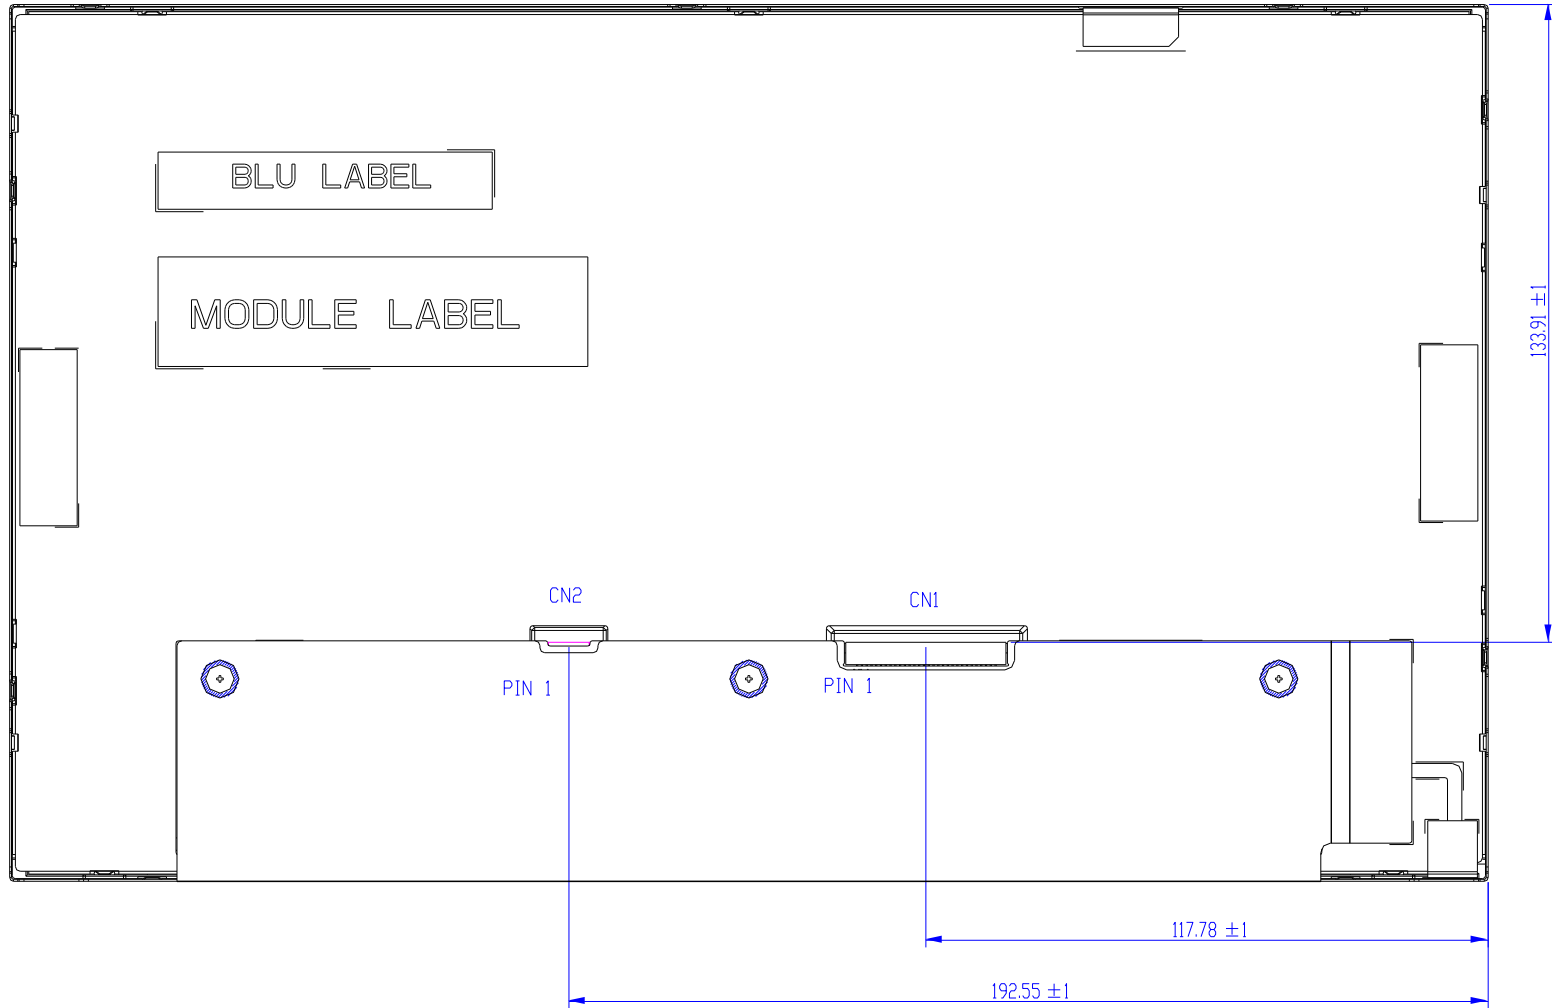 BLU LABEL
MODULE LABEL
133.91 ±1
CN2
CN1
PIN 1
PIN 1
117.78 ±1
192.55 ±1